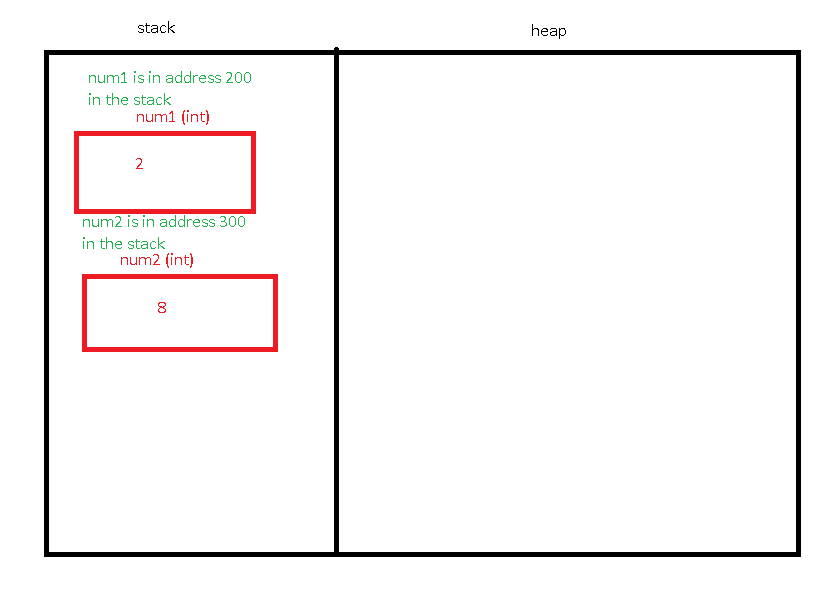 stack
heap
num1 is in address 200
in the stack
num1 (int)
2
num2 is in address 300
in the stack
num2 (int)
8